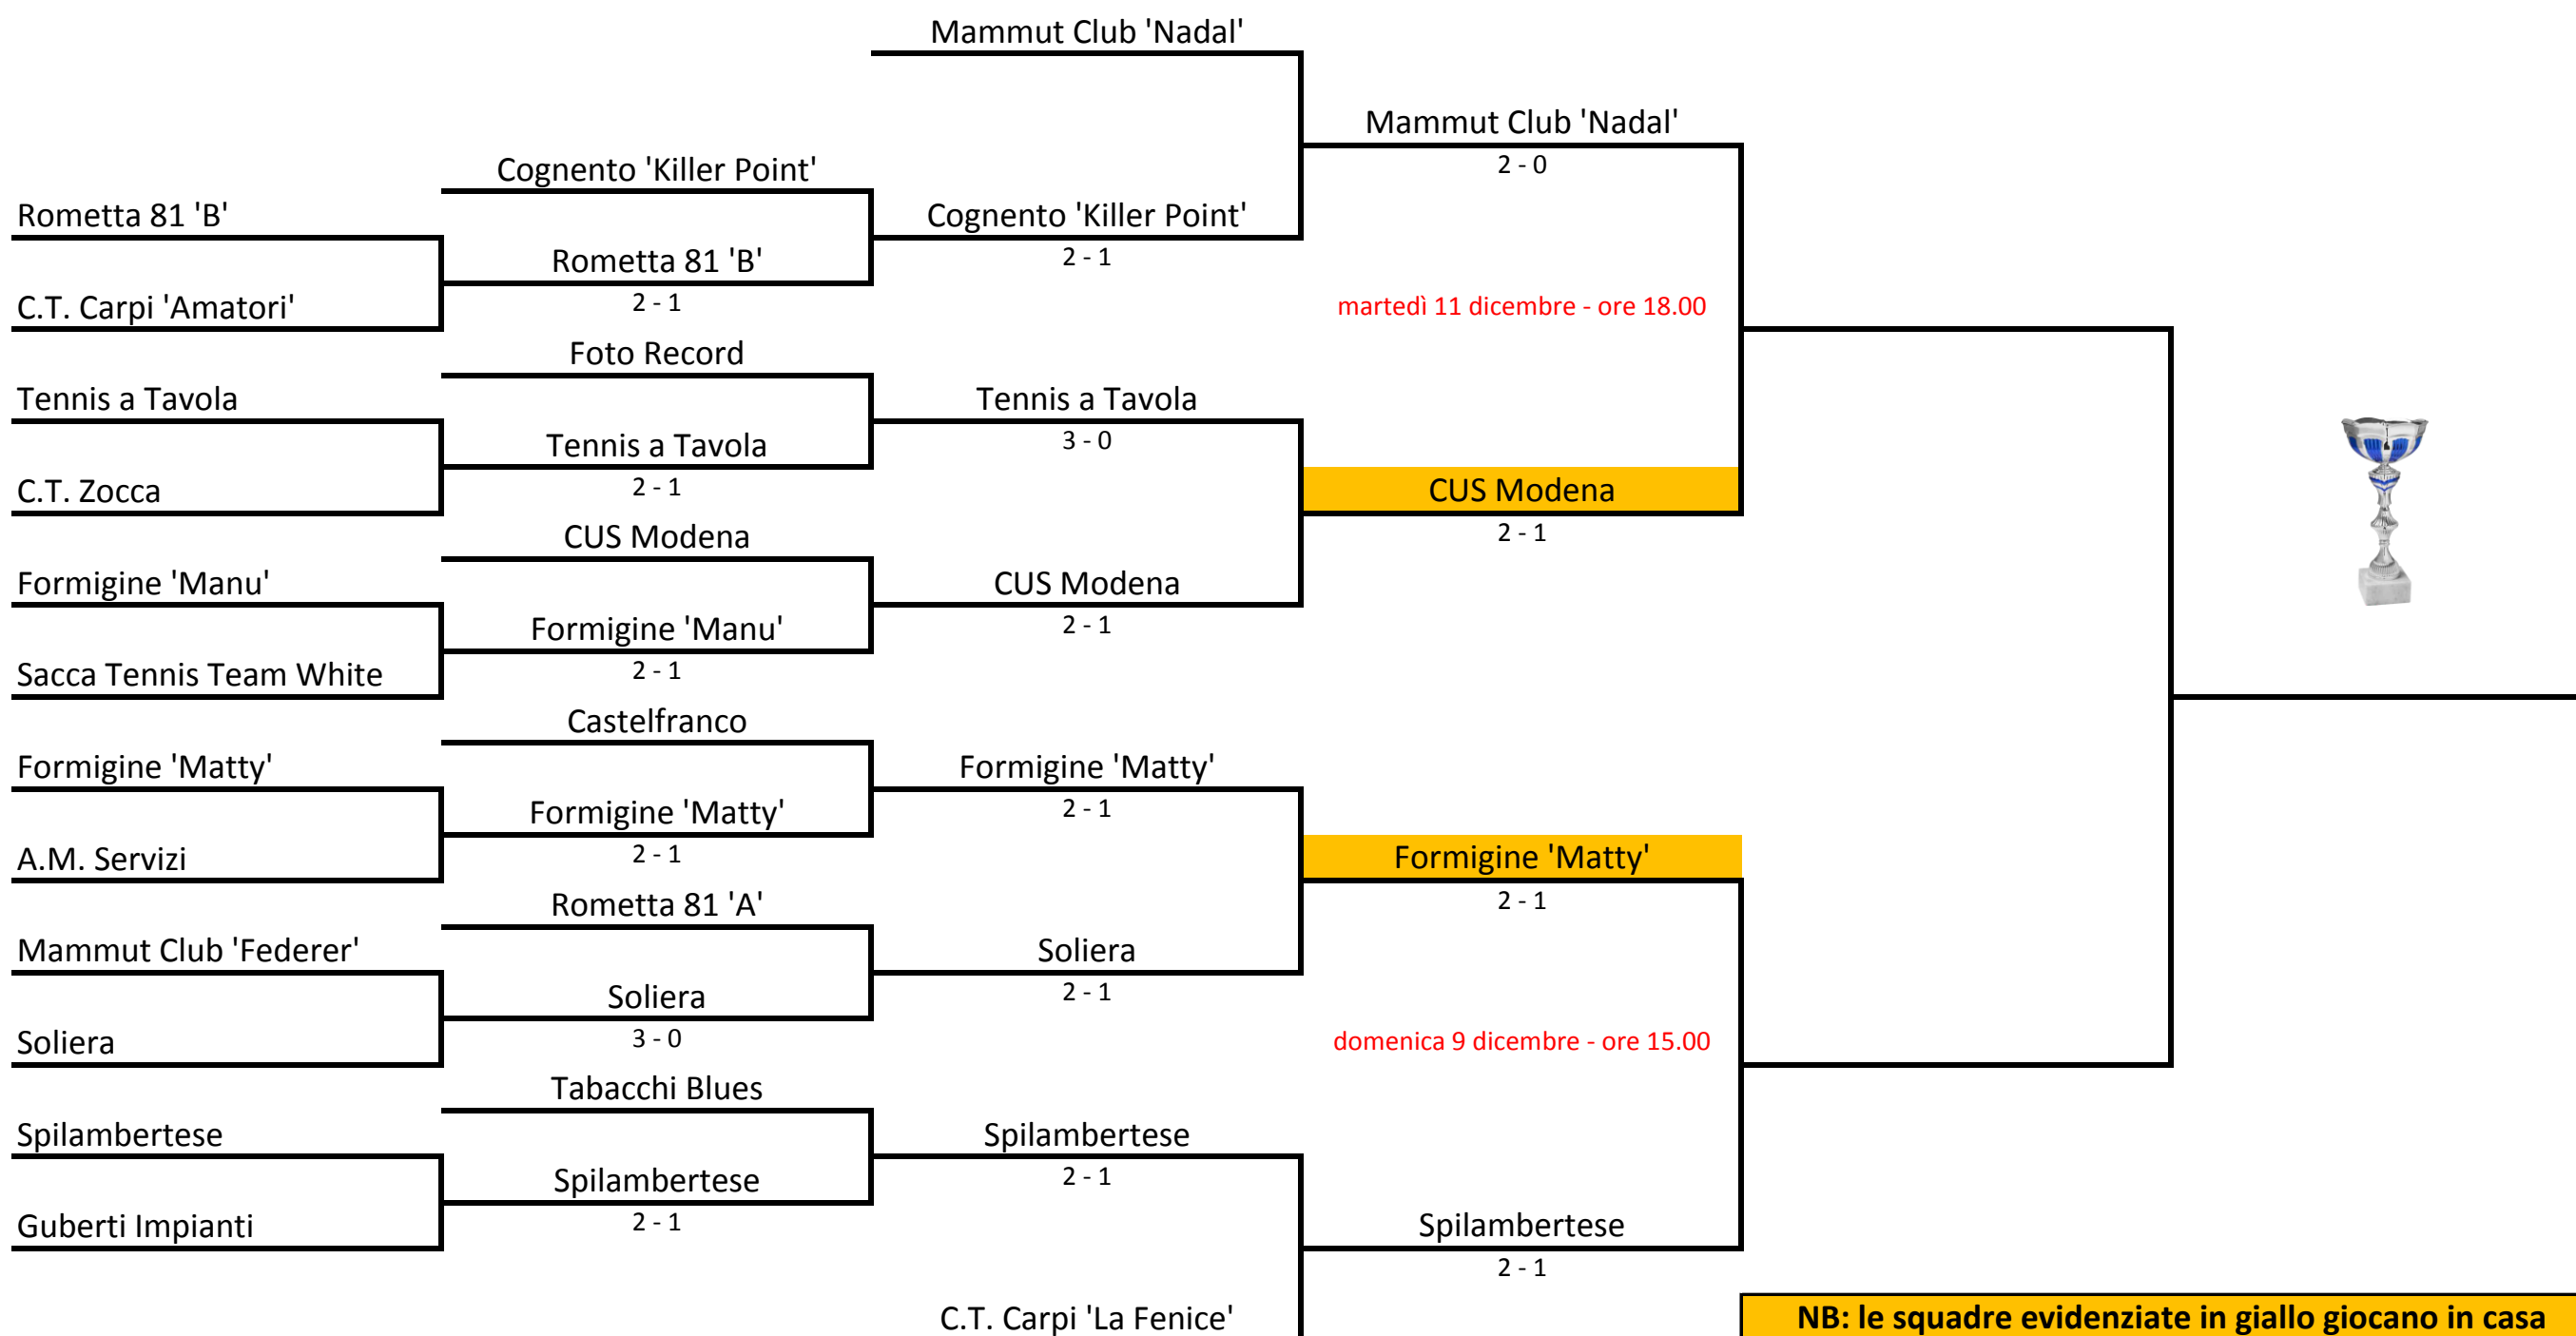 Mammut Club 'Nadal'
Mammut Club 'Nadal'
2 - 0
Cognento 'Killer Point'
Rometta 81 'B'
Cognento 'Killer Point'
2 - 1
Rometta 81 'B'
2 - 1
C.T. Carpi 'Amatori'
martedì 11 dicembre - ore 18.00
Foto Record
Tennis a Tavola
Tennis a Tavola
3 - 0
Tennis a Tavola
2 - 1
C.T. Zocca
CUS Modena
2 - 1
CUS Modena
Formigine 'Manu'
CUS Modena
2 - 1
Formigine 'Manu'
2 - 1
Sacca Tennis Team White
Castelfranco
Formigine 'Matty'
Formigine 'Matty'
2 - 1
Formigine 'Matty'
2 - 1
A.M. Servizi
Formigine 'Matty'
2 - 1
Rometta 81 'A'
Mammut Club 'Federer'
Soliera
2 - 1
Soliera
3 - 0
Soliera
domenica 9 dicembre - ore 15.00
Tabacchi Blues
Spilambertese
Spilambertese
2 - 1
Spilambertese
2 - 1
Guberti Impianti
Spilambertese
2 - 1
C.T. Carpi 'La Fenice'
NB: le squadre evidenziate in giallo giocano in casa